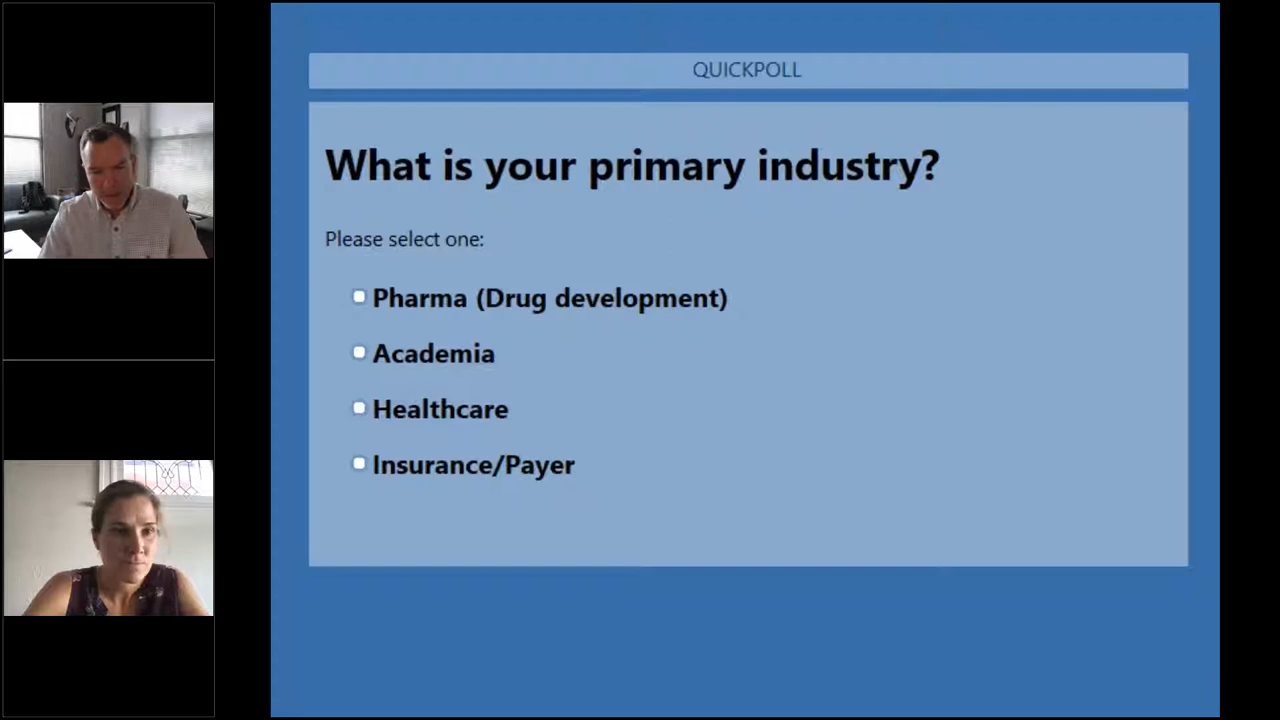 QUICKPOLL
What is your primary industry?
Please select one:
Pharma (Drug development)
Academia
Healthcare
Insurance/Payer